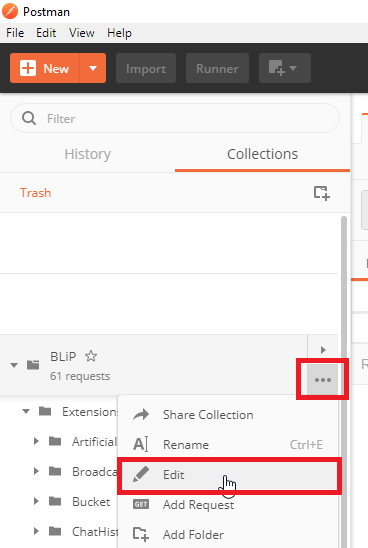 Postman
File Edit View Help
New Import Runner
Filter
History Collections
Trash
BLiP
61 requests
Extensions
Share Collection
Artificial
Rename Ctrl+E
Broadca
Edit
Bucket
GET Add Request
ChatHist
Add Folder